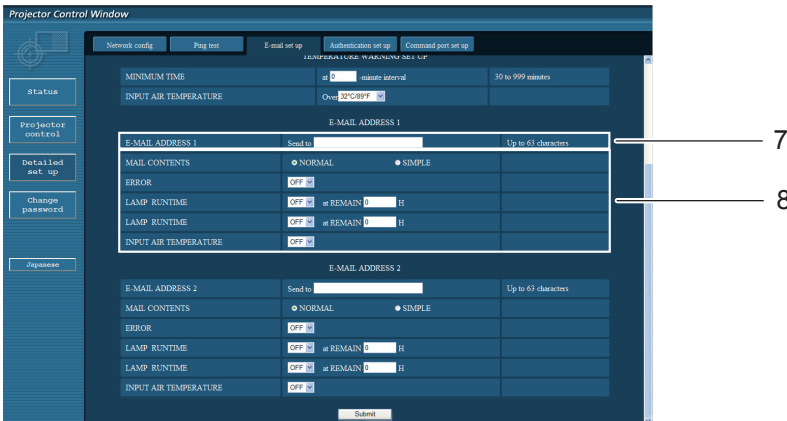 Projector Control Window
Network config Ping test E-mail set up Authentication set up Command port set up
TEMPERATURE WARNING SET UP
MINIMUM TIME at 0 -minute interval 30 to 999 minutes
INPUT AIR TEMPERATURE Over 32°C/89°F
Status
Projector control
Detailed set up
Change password
Japanese
E-MAIL ADDRESS 1
E-MAIL ADDRESS 1 Send to Up to 63 characters 7
MAIL CONTENTS NORMAL SIMPLE
ERROR OFF
LAMP RUNTIME OFF at REMAIN 0 H 8
LAMP RUNTIME OFF at REMAIN 0 H
INPUT AIR TEMPERATURE OFF
E-MAIL ADDRESS 2
E-MAIL ADDRESS 2 Send to Up to 63 characters
MAIL CONTENTS NORMAL SIMPLE
ERROR OFF
LAMP RUNTIME OFF at REMAIN 0 H
LAMP RUNTIME OFF at REMAIN 0 H
INPUT AIR TEMPERATURE OFF
Submit